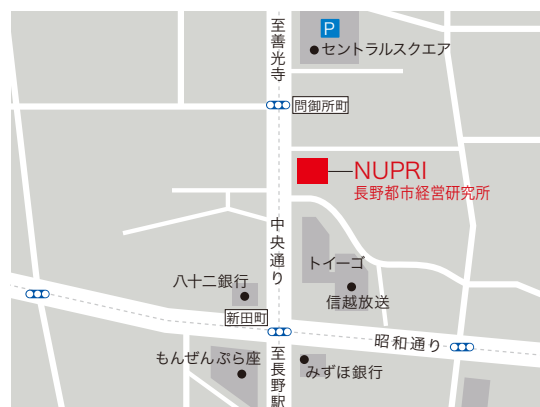 至善光寺
P
セントラルスクエア
問御所町
NUPRI
長野都市経営研究所
中央通り
トイーゴ
八十二銀行
信越放送
新田町
昭和通り
もんぜんぷら座
至長野駅
みずほ銀行